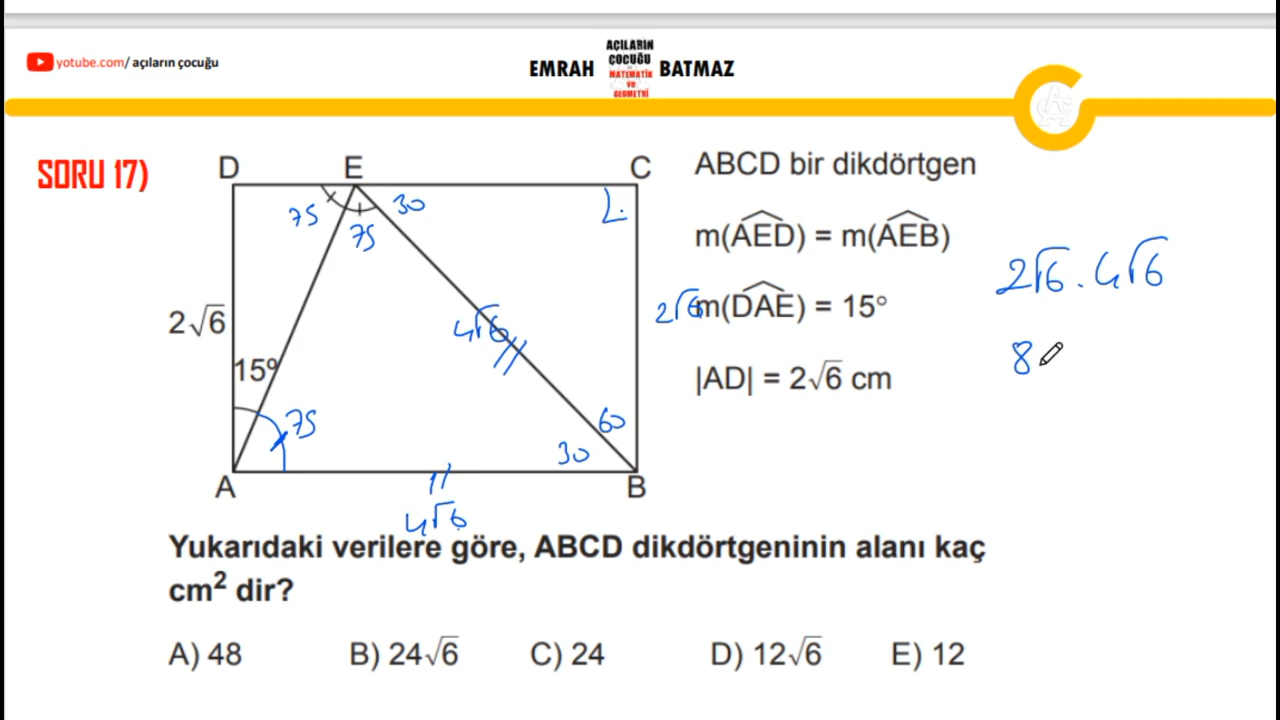 yotube.com/ açıların çocuğu
EMRAH
AÇILARIN
ÇOCUĞU
MATEMATİK
ve
GEOMETRİ
BATMAZ
SORU 17)
D E C
75 30
75
2√6
15º
75
4√6
2√6
60
30
A B
4√6
ABCD bir dikdörtgen
m(AED) = m(AEB)
m(DAE) = 15°
|AD| = 2√6 cm
2√6 . 4√6
8
Yukarıdaki verilere göre, ABCD dikdörtgeninin alanı kaç
cm² dir?
A) 48 B) 24√6 C) 24 D) 12√6 E) 12